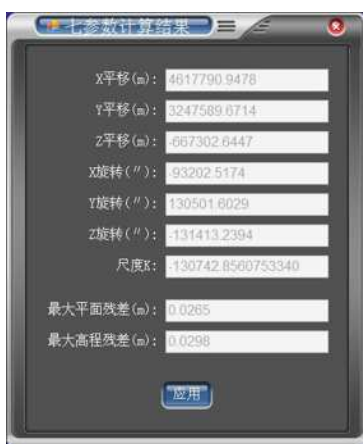 七参数计算结果
X平移(m): 4617790.9478
Y平移(m): 3247589.6714
Z平移(m): -667302.6447
X旋转(″): -93202.5174
Y旋转(″): 130501.6029
Z旋转(″): -131413.2394
尺度K: -130742.8560753340
最大平面残差(m): 0.0265
最大高程残差(m): 0.0298
应用